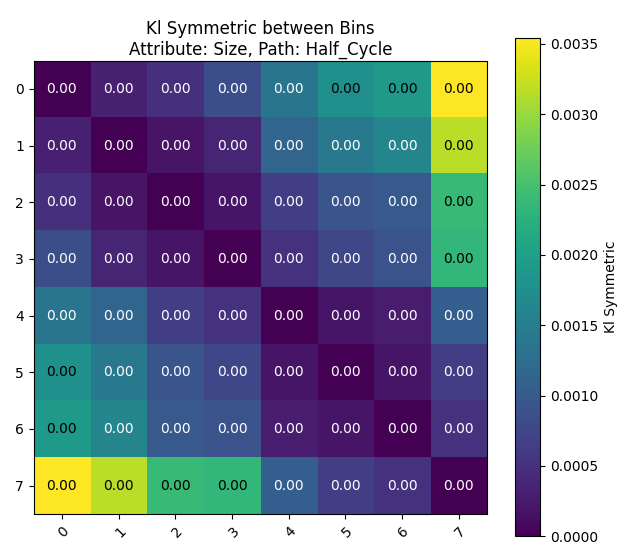 Kl Symmetric between Bins
Attribute: Size, Path: Half_Cycle
0 0.00 0.00 0.00 0.00 0.00 0.00 0.00 0.00
1 0.00 0.00 0.00 0.00 0.00 0.00 0.00 0.00
2 0.00 0.00 0.00 0.00 0.00 0.00 0.00 0.00
3 0.00 0.00 0.00 0.00 0.00 0.00 0.00 0.00
4 0.00 0.00 0.00 0.00 0.00 0.00 0.00 0.00
5 0.00 0.00 0.00 0.00 0.00 0.00 0.00 0.00
6 0.00 0.00 0.00 0.00 0.00 0.00 0.00 0.00
7 0.00 0.00 0.00 0.00 0.00 0.00 0.00 0.00
0 1 2 3 4 5 6 7
0.0035
0.0030
0.0025
0.0020
0.0015
0.0010
0.0005
0.0000
Kl Symmetric